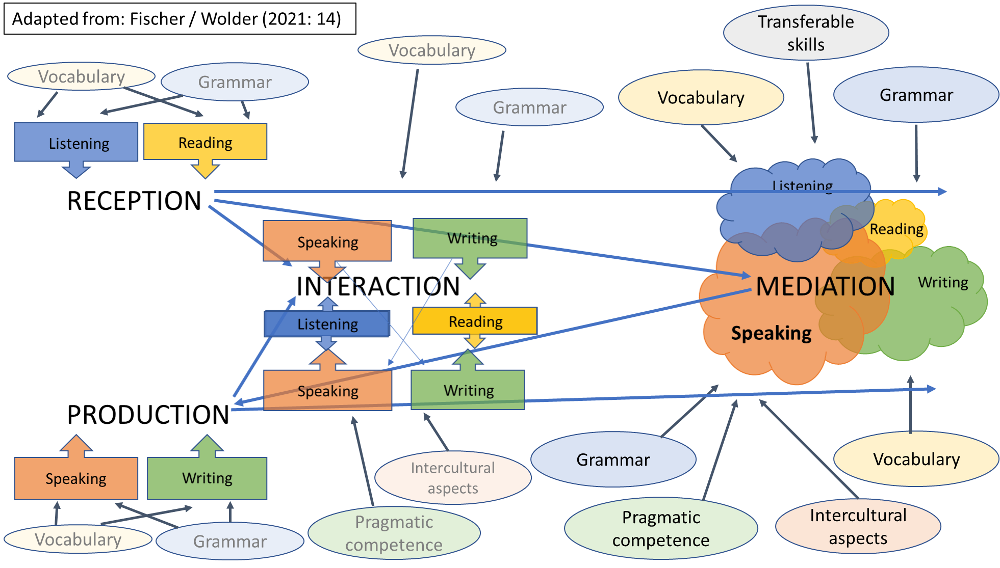 Adapted from: Fischer / Wolder (2021: 14)
Transferable
skills
Vocabulary
Vocabulary
Grammar
Vocabulary
Grammar
Grammar
Listening
Reading
Listening
RECEPTION
Reading
Speaking
Writing
INTERACTION
MEDIATION
Writing
Listening
Reading
Speaking
Speaking
Writing
PRODUCTION
Speaking
Writing
Intercultural
aspects
Grammar
Vocabulary
Pragmatic
competence
Pragmatic
competence
Intercultural
aspects
Vocabulary
Grammar